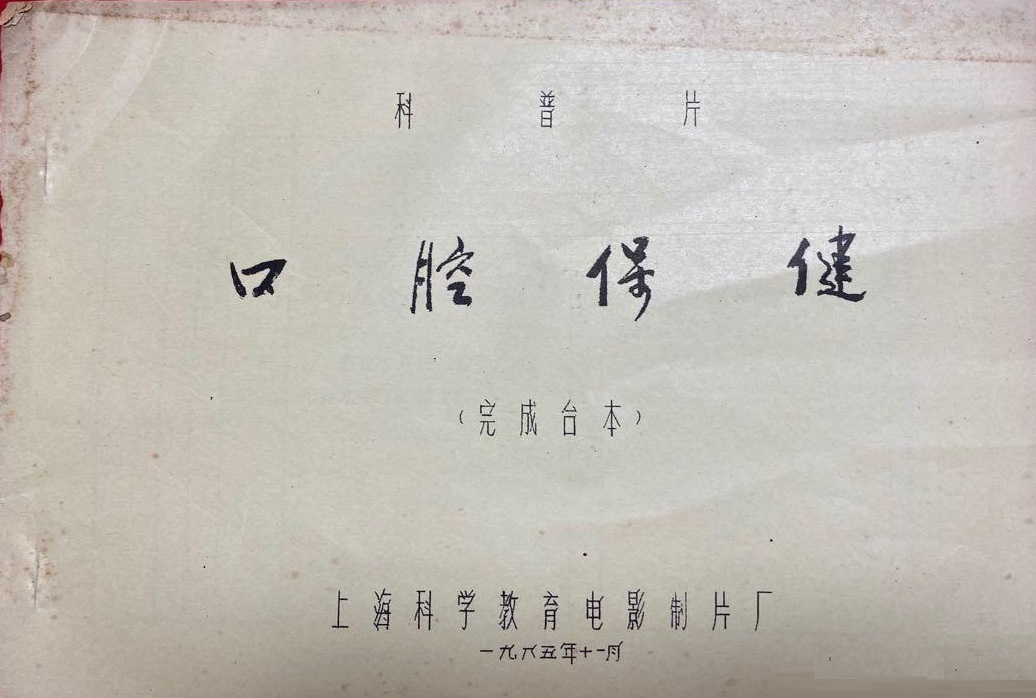 科普片
口腔保健
（完成台本）
上海科学教育电影制片厂
一九八五年十一月